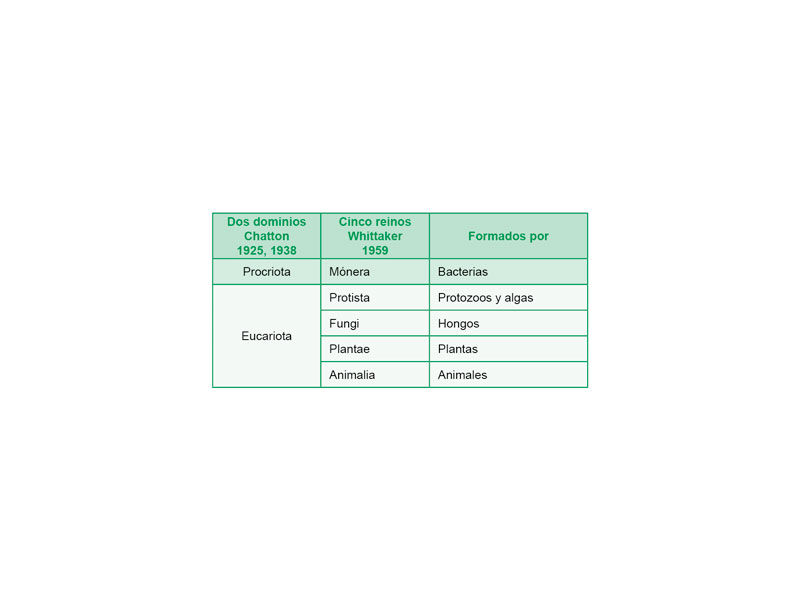 Dos dominios
Chatton
1925, 1938
Cinco reinos
Whittaker
1959
Formados por
Procriota
Mónera
Bacterias
Eucariota
Protista
Protozoos y algas
Fungi
Hongos
Plantae
Plantas
Animalia
Animales